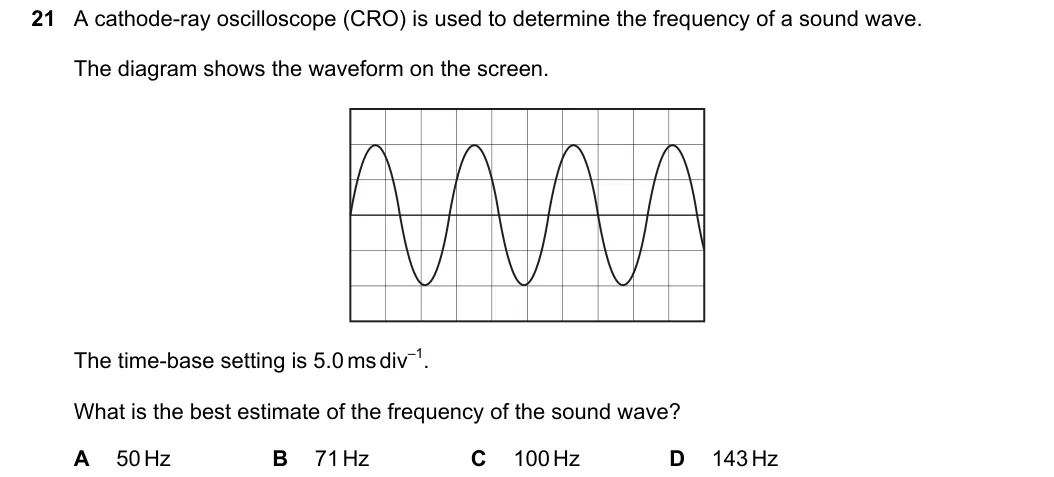 21 A cathode-ray oscilloscope (CRO) is used to determine the frequency of a sound wave.
The diagram shows the waveform on the screen.
The time-base setting is 5.0 ms div⁻¹.
What is the best estimate of the frequency of the sound wave?
A 50 Hz B 71 Hz C 100 Hz D 143 Hz